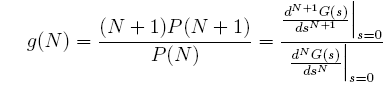 g(N) = \frac{(N+1)P(N+1)}{P(N)} = \frac{\left.\frac{d^{N+1}G(s)}{ds^{N+1}}\right|_{s=0}}{\left.\frac{d^{N}G(s)}{ds^{N}}\right|_{s=0}}